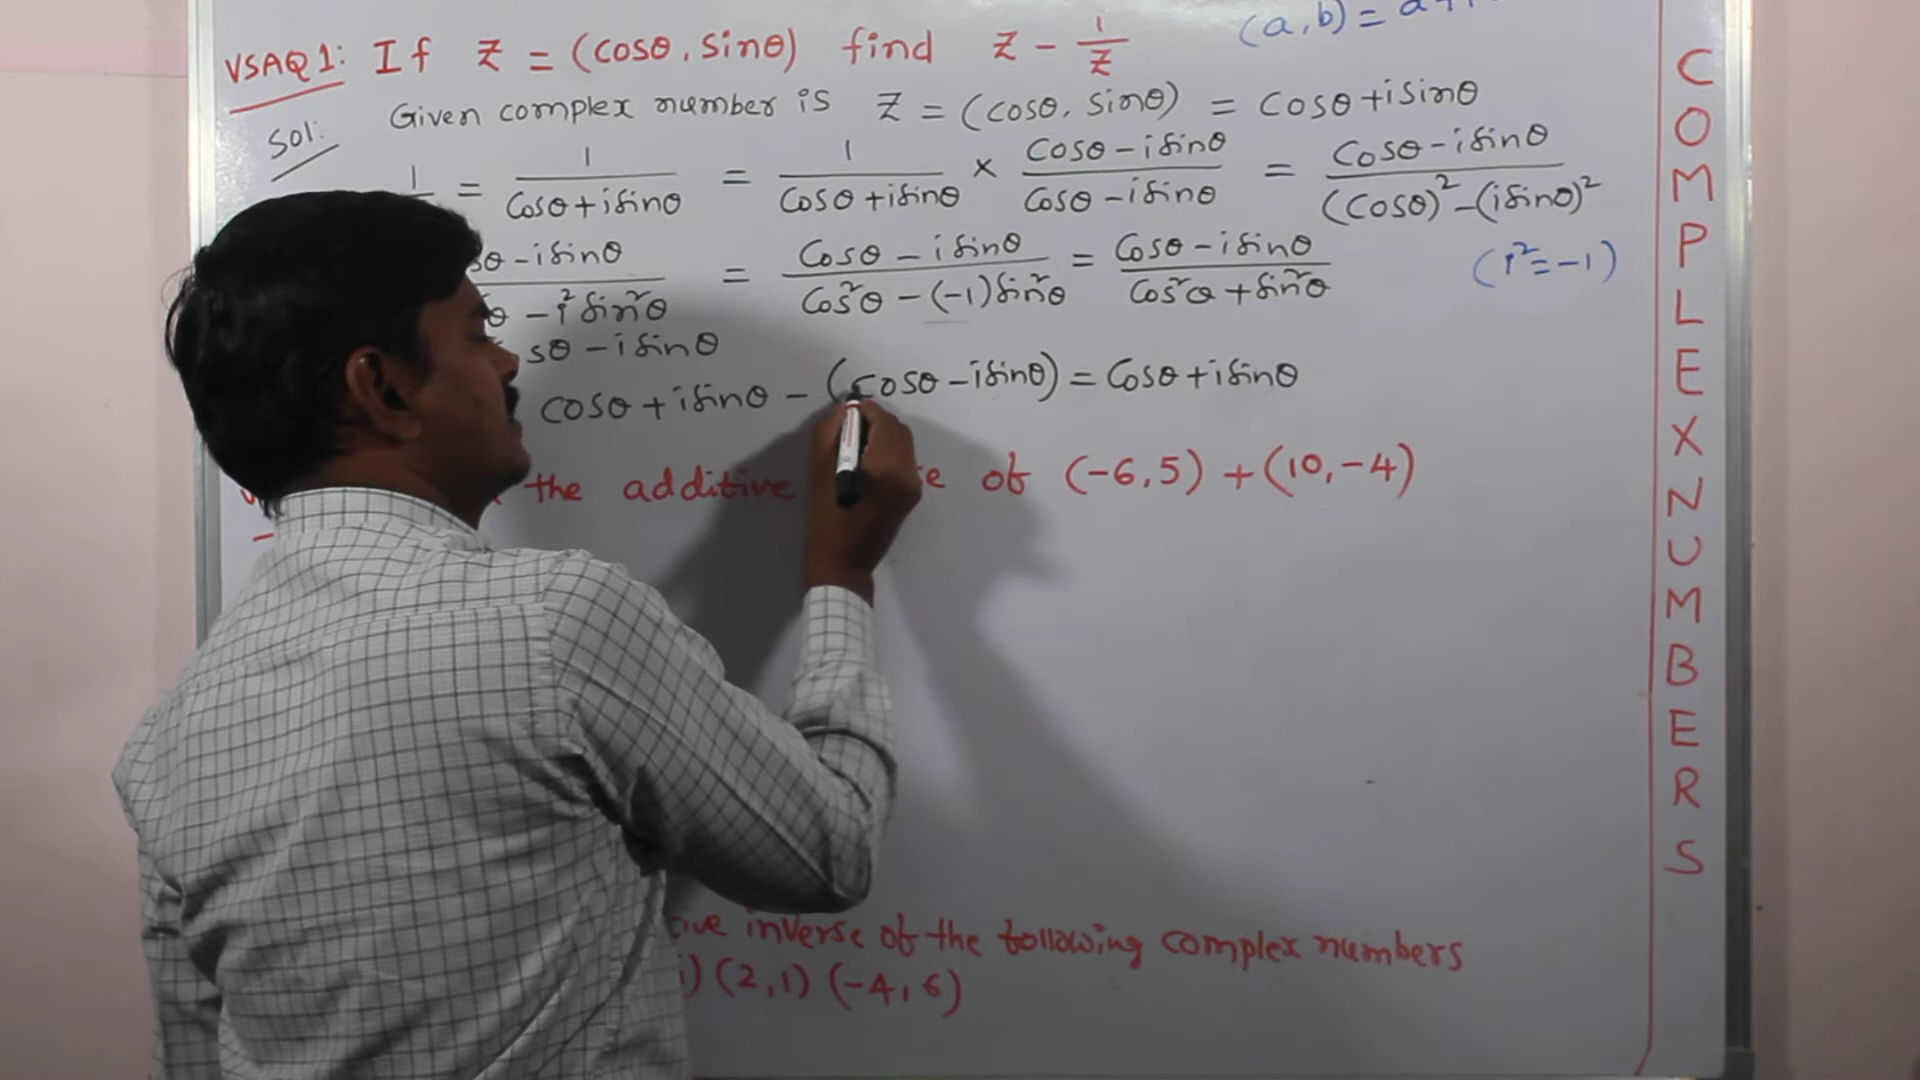 VSAQ1: If z = (cosθ, sinθ) find z - 1/z
(a,b) =
Sol: Given complex number is z = (cosθ, sinθ) = cosθ+isinθ
1 = 1/(cosθ+isinθ) = 1/(cosθ+isinθ) × (cosθ-isinθ)/(cosθ-isinθ) = (cosθ-isinθ)/((cosθ)²-(isinθ)²)
sθ-isinθ/θ-i²sin²θ = (cosθ-isinθ)/(cos²θ-(-1)sin²θ) = (cosθ-isinθ)/(cos²θ+sin²θ) (i²=-1)
sθ-isinθ
cosθ+isinθ-(cosθ-isinθ) = cosθ+isinθ
the additive of (-6,5)+(10,-4)
inverse of the following complex numbers
i) (2,1) (-4,6)
COMPLEX NUMBERS